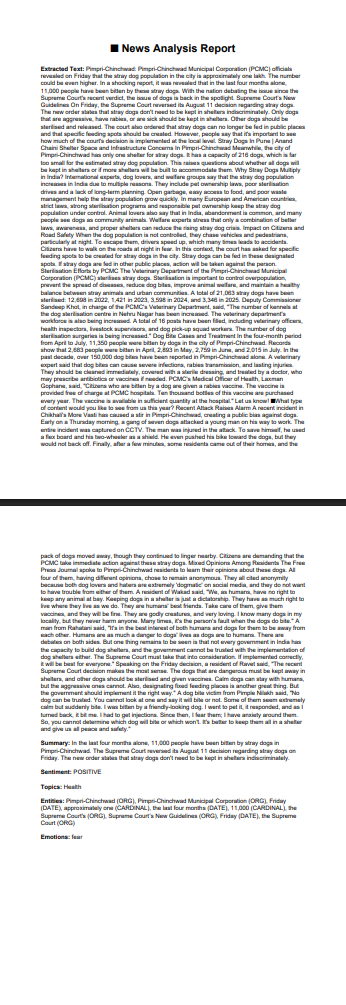 ■ News Analysis Report
Extracted Text: Pimpri-Chinchwad: Pimpri-Chinchwad Municipal Corporation (PCMC) officials
revealed on Friday that the stray dog population in the city is approximately one lakh. The number
could be even higher. In a shocking report, it was revealed that in the last four months alone,
11,000 people have been bitten by these stray dogs. With the nation debating the issue since the
Supreme Court's recent verdict, the issue of dogs is back in the spotlight. Supreme Court's New
Guidelines On Friday, the Supreme Court reversed its August 11 decision regarding stray dogs.
The new order states that stray dogs don't need to be kept in shelters indiscriminately. Only dogs
that are aggressive, have rabies, or are sick should be kept in shelters. Other dogs should be
sterilised and released. The court also ordered that stray dogs can no longer be fed in public places
and that specific feeding spots should be created. However, people say that it's important to see
how much of the court's decision is implemented at the local level. Stray Dogs In Pune | Anand
Chaini Shelter Space and Infrastructure Concerns in Pimpri-Chinchwad Meanwhile, the city of
Pimpri-Chinchwad has only one shelter for stray dogs. It has a capacity of 216 dogs, which is far
too small for the city's dog population. This raises questions about whether all dogs will be
kept in shelters or if more shelters will be built to accommodate them. Why Stray Dogs Multiply
in India? International experts, dog lovers, and welfare groups say that the stray dog population
increases in India due to multiple reasons. They include pet ownership laws, poor sterilisation
drives and a lack of long-term planning. Open garbage, easy access to food, and poor waste
management help the stray population grow quickly. In many European and American countries,
strict laws, strong sterilisation programs and responsible pet ownership keep the stray dog
population under control. Animal lovers also say that in India, abandonment is common, and many
people see dogs as community animals. Welfare experts stress that only a combination of better
laws, awareness, and proper shelters can reduce the rising stray dog crisis. Impact on Citizens and
Road Safety When the dog population is not controlled, they chase vehicles and pedestrians,
particularly at night. To escape them, drivers speed up, which many times leads to accidents.
Citizens have to walk on the roads at night in fear. In this context, the court has asked for specific
feeding spots to be created for stray dogs in the city. Stray dogs can be fed in these designated
spots. If stray dogs are fed in other public places, action will be taken against the person.
Sterilisation Efforts by PCMC The Veterinary Department of the Pimpri-Chinchwad Municipal
Corporation (PCMC) sterilises stray dogs. Sterilisation is important to control overpopulation,
prevent the spread of diseases, reduce dog bites, improve animal welfare, and maintain a healthy
balance between stray animals and urban communities. A total of 21,063 stray dogs have been
sterilised: 12,698 in 2022, 1,421 in 2023, 3,598 in 2024, and 3,346 in 2025. Deputy Commissioner
Sandeep Khot, in charge of the PCMC's Veterinary Department, said, "The number of kennels at
the dog sterilisation centre in Nehru Nagar has been increased. The veterinary department's
workforce is also being increased. A total of 16 posts have been filled, including veterinary officers,
health inspectors, livestock supervisors, and dog pick-up squad workers. The number of dog
sterilisation surgeries is being increased." Dog Bite Cases and Treatment In the four-month period
from April to July, 11,350 people were bitten by dogs in the city of Pimpri-Chinchwad. Records
show that 2,683 people were bitten in April, 2,893 in May, 2,759 in June, and 2,015 in July. In the
past decade, over 150,000 dog bites have been reported in Pimpri-Chinchwad alone. A veterinary
expert said that dog bites can cause severe infections, rabies transmission, and lasting injuries.
They should be cleaned immediately, covered with a sterile dressing, and treated by a doctor, who
may prescribe antibiotics or vaccines if needed. PCMC's Medical Officer of Health, Laxman
Gophane, said, "Citizens who are bitten by a dog are given a rabies vaccine. The vaccine is
provided free of charge at PCMC hospitals. Ten thousand bottles of this vaccine are purchased
every year. The vaccine is available in sufficient quantity at the hospital." Let us know! ■What type
of content would you like to see from us this year? Recent Attack Raises Alarm A recent incident in
Chikhali's More Vasti has caused a stir in Pimpri-Chinchwad, creating a public bias against dogs.
Early on a Thursday morning, a gang of seven dogs attacked a young man on his way to work. The
entire incident was captured on CCTV. The man was injured in the attack. To save himself, he used
a flex board and his two-wheeler as a shield. He even pushed his bike toward the dogs, but they
would not back off. Finally, after a few minutes, some residents came out of their homes, and the
pack of dogs moved away, though they continued to linger nearby. Citizens are demanding that the
PCMC take immediate action against these stray dogs. Mixed Opinions Among Residents The Free
Press Journal spoke to Pimpri-Chinchwad residents to learn their opinions about these dogs. All
four of them, having different opinions, chose to remain anonymous. They all cited anonymity
because both dog lovers and haters are extremely 'dogmatic' on social media, and they do not want
to have trouble from either of them. A resident of Wakad said, "We, as humans, have no right to
keep any animal at bay. Keeping in a shelter is just a dictatorship. They have as much right to
live where they live as we do. They are humans' best friends. Take care of them, give them
vaccines, and they will be fine. They are godly creatures, and very loving. I know many dogs in my
locality, but they never harm anyone. Many times, it's the person's fault when the dogs do bite." A
man from Rahatani said, "It's in the best interest of both humans and dogs for them to be away from
each other. Humans are as much a danger to dogs' lives as dogs are to humans. There are
debates on both sides. But one thing remains to be seen is that not every government in India has
the capacity to build dog shelters, and the government cannot be trusted with the implementation of
dog shelters either. The Supreme Court must take that into consideration. If implemented correctly,
it will be best for everyone." Speaking on the Friday decision, a resident of Ravet said, "The recent
Supreme Court decision makes the most sense. The dogs that are dangerous must be kept away in
shelters, and other dogs should be sterilised and given vaccines. Calm dogs can stay with humans,
but the aggressive ones cannot. Also, designating fixed feeding places is another great thing. But
the government should implement it the right way." A dog bite victim from Pimple Nilakh said, "No
dog can be trusted. You cannot look at one and say it will bite or not. Some of them seem extremely
calm but suddenly bite. I was bitten by a friendly-looking dog. I went to pet it, it responded, and as I
turned back, it bit me. I had to get injections. Since then, I fear them; I have anxiety around them.
So, you cannot determine which dog will bite or which won't. It's better to keep them all in a shelter
and give us all peace and safety."
Summary: In the last four months alone, 11,000 people have been bitten by stray dogs in
Pimpri-Chinchwad. The Supreme Court reversed its August 11 decision regarding stray dogs on
Friday. The new order states that stray dogs don't need to be kept in shelters indiscriminately.
Sentiment: POSITIVE
Topics: Health
Entities: Pimpri-Chinchwad (ORG), Pimpri-Chinchwad Municipal Corporation (ORG), Friday
(DATE), approximately one (CARDINAL), the last four months (DATE), 11,000 (CARDINAL), the
Supreme Court's (ORG), Supreme Court's New Guidelines (ORG), Friday (DATE), the Supreme
Court (ORG)
Emotions: fear